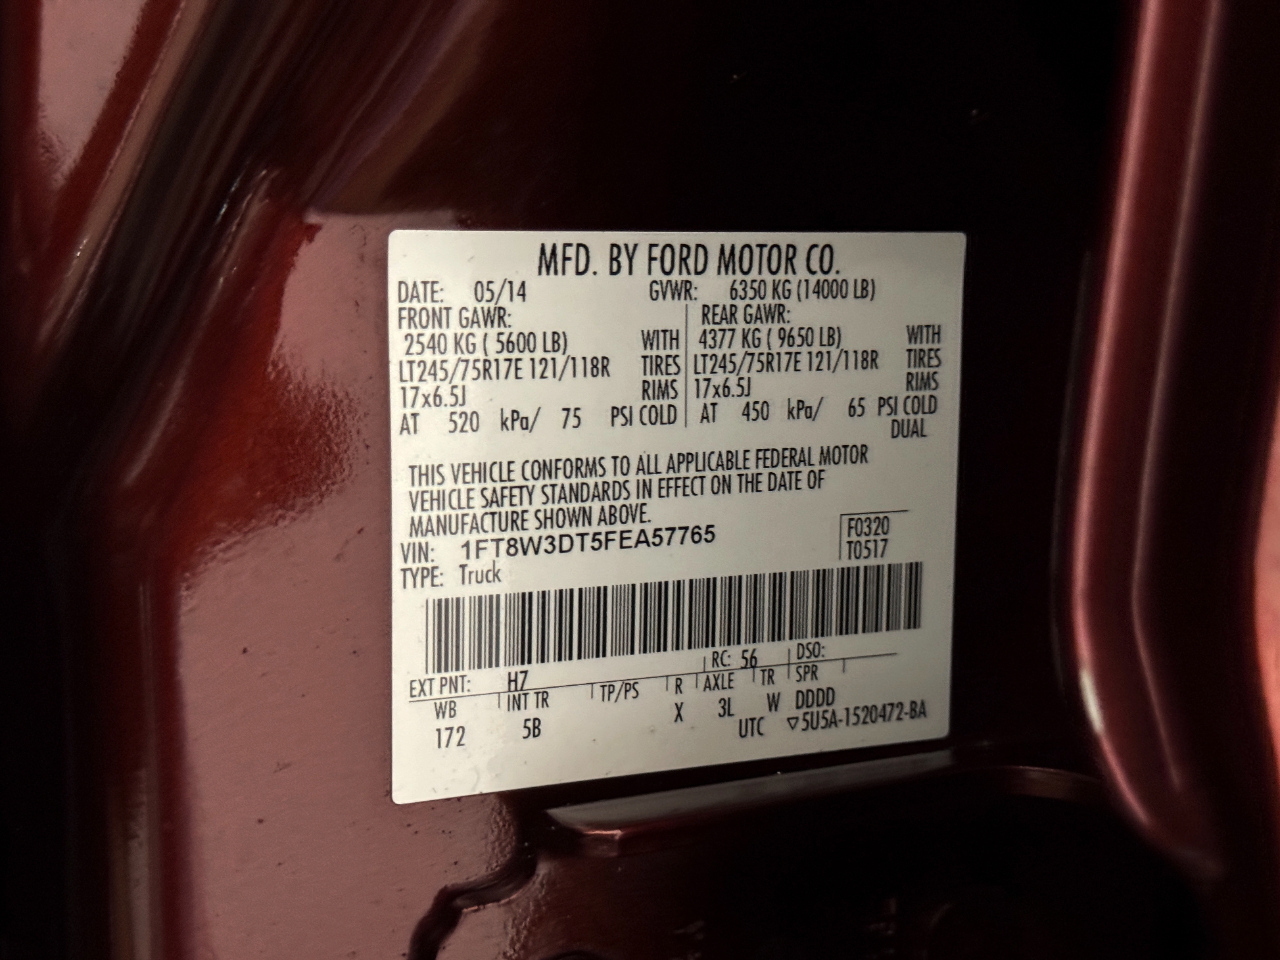 MFD. BY FORD MOTOR CO.
DATE: 05/14 GVWR: 6350 KG (14000 LB)
FRONT GAWR: REAR GAWR:
2540 KG ( 5600 LB) WITH 4377 KG ( 9650 LB) WITH
LT245/75R17E 121/118R TIRES LT245/75R17E 121/118R TIRES
17x6.5J RIMS 17x6.5J RIMS
AT 520 kPa/ 75 PSI COLD AT 450 kPa/ 65 PSI COLD
DUAL
THIS VEHICLE CONFORMS TO ALL APPLICABLE FEDERAL MOTOR
VEHICLE SAFETY STANDARDS IN EFFECT ON THE DATE OF
MANUFACTURE SHOWN ABOVE.
VIN: 1FT8W3DT5FEA57765 F0320
TYPE: Truck T0517
EXT PNT: H7 RC: 56 DSO:
WB INT TR TP/PS R AXLE TR SPR
172 5B X 3L W DDDD
UTC ▽5U5A-1520472-BA